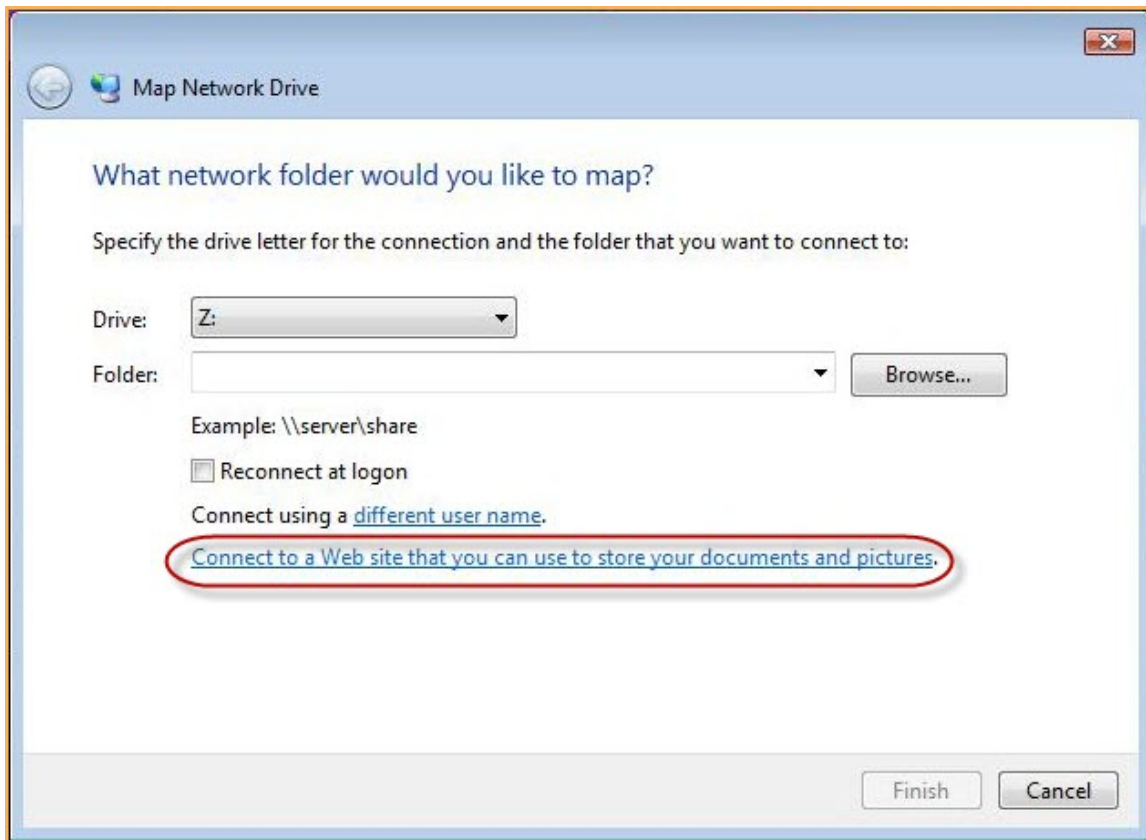 Map Network Drive
What network folder would you like to map?
Specify the drive letter for the connection and the folder that you want to connect to:
Drive: Z:
Folder: Browse...
Example: \\server\share
Reconnect at logon
Connect using a different user name.
Connect to a Web site that you can use to store your documents and pictures.
Finish Cancel